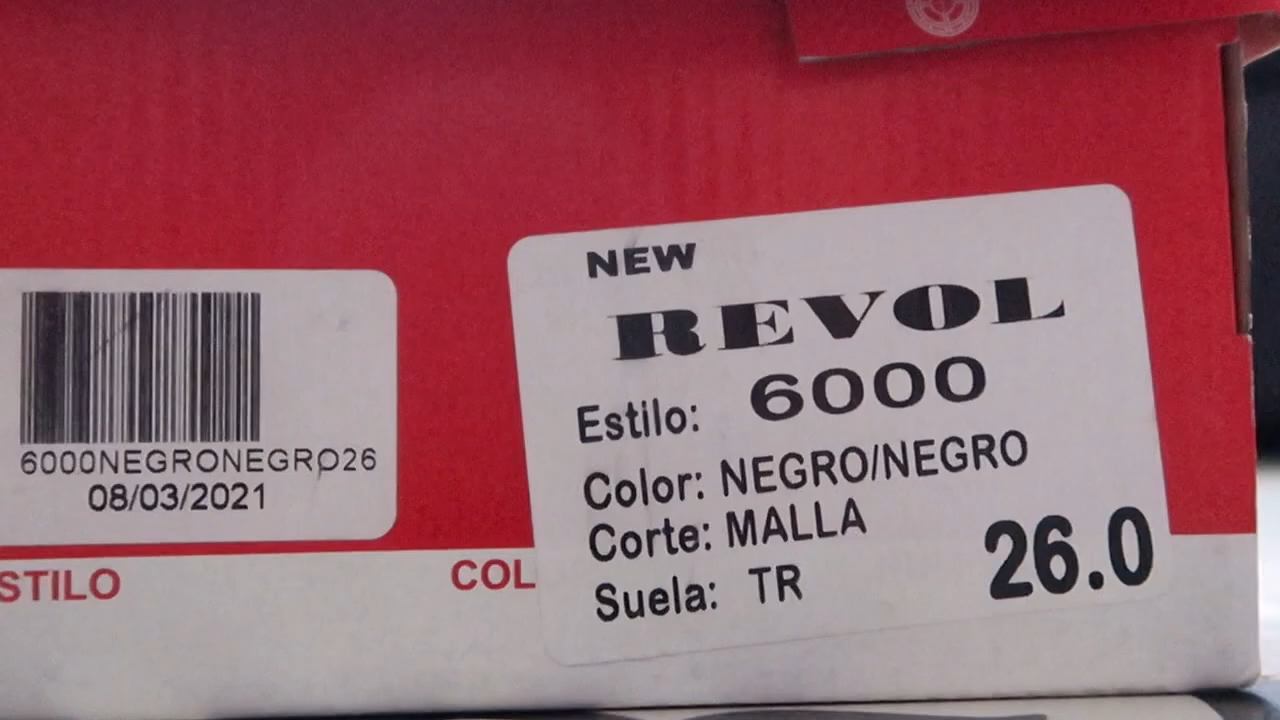 NEW
REVOL
Estilo: 6000
Color: NEGRO/NEGRO
Corte: MALLA
Suela: TR
26.0
6000NEGRONEGRO26
08/03/2021
STILO
COL